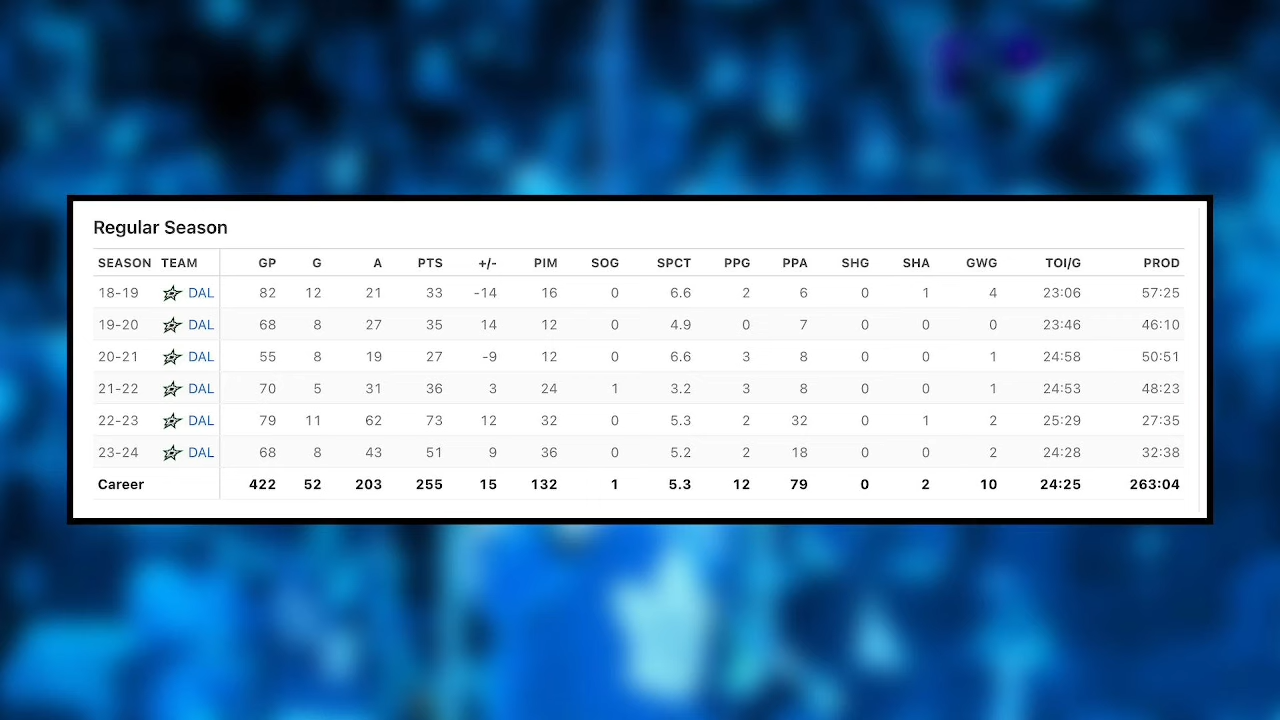 Regular Season
SEASON TEAM GP G A PTS +/- PIM SOG SPCT PPG PPA SHG SHA GWG TOI/G PROD
18-19 DAL 82 12 21 33 -14 16 0 6.6 2 6 0 1 4 23:06 57:25
19-20 DAL 68 8 27 35 14 12 0 4.9 0 7 0 0 0 23:46 46:10
20-21 DAL 55 8 19 27 -9 12 0 6.6 3 8 0 0 1 24:58 50:51
21-22 DAL 70 5 31 36 3 24 1 3.2 3 8 0 0 1 24:53 48:23
22-23 DAL 79 11 62 73 12 32 0 5.3 2 32 0 1 2 25:29 27:35
23-24 DAL 68 8 43 51 9 36 0 5.2 2 18 0 0 2 24:28 32:38
Career 422 52 203 255 15 132 1 5.3 12 79 0 2 10 24:25 263:04